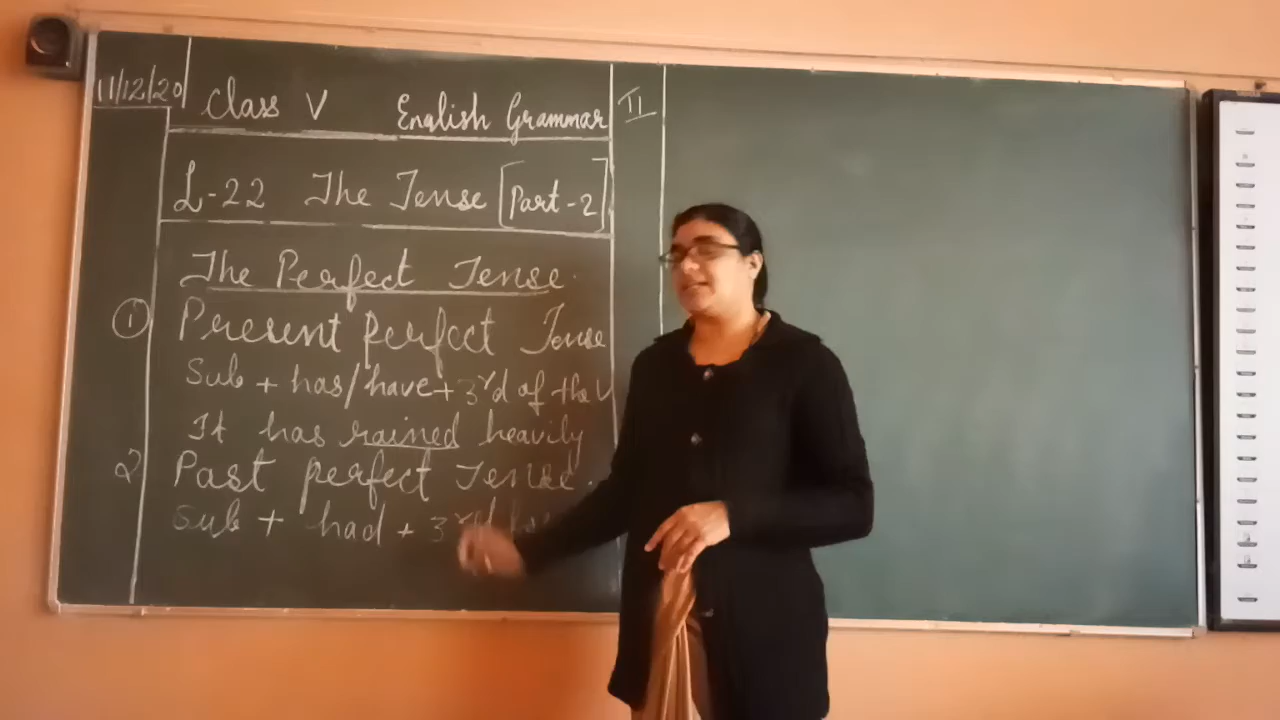 11/12/20
Class V English Grammar
II
L-22 The Tense [Part-2]
The Perfect Tense.
① Present perfect Tense
Sub + has/have + 3rd of the V
It has rained heavily
2 Past perfect Tense.
Sub + had + 3rd